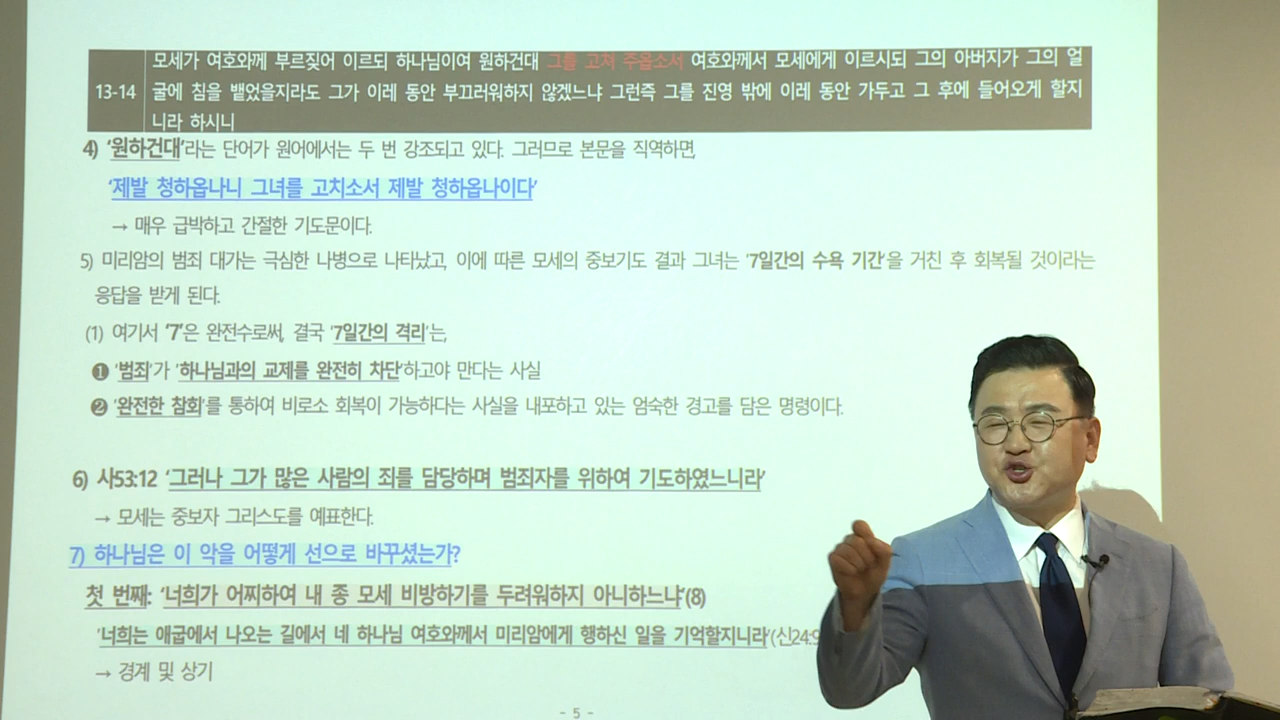 모세가 여호와께 부르짖어 이르되 하나님이여 원하건대 그를 고쳐 주옵소서 여호와께서 모세에게 이르시되 그의 아버지가 그의 얼
13-14 굴에 침을 뱉었을지라도 그가 이레 동안 부끄러워하지 않겠느냐 그런즉 그를 진영 밖에 이레 동안 가두고 그 후에 들어오게 할지
니라 하시니
4) '원하건대'라는 단어가 원어에서는 두 번 강조되고 있다. 그러므로 본문을 직역하면,
'제발 청하옵나니 그녀를 고치소서 제발 청하옵나이다'
→ 매우 급박하고 간절한 기도문이다.
5) 미리암의 범죄 대가는 극심한 나병으로 나타났고, 이에 따른 모세의 중보기도 결과 그녀는 '7일간의 수욕 기간'을 거친 후 회복될 것이라는
응답을 받게 된다.
(1) 여기서 '7'은 완전수로써, 결국 '7일간의 격리'는,
❶ '범죄'가 '하나님과의 교제를 완전히 차단'하고야 만다는 사실
❷ '완전한 참회'를 통하여 비로소 회복이 가능하다는 사실을 내포하고 있는 엄숙한 경고를 담은 명령이다.
6) 사53:12 '그러나 그가 많은 사람의 죄를 담당하며 범죄자를 위하여 기도하였느니라'
→ 모세는 중보자 그리스도를 예표한다.
7) 하나님은 이 악을 어떻게 선으로 바꾸셨는가?
첫 번째: '너희가 어찌하여 내 종 모세 비방하기를 두려워하지 아니하느냐'(8)
'너희는 애굽에서 나오는 길에서 네 하나님 여호와께서 미리암에게 행하신 일을 기억할지니라'(신24:9
→ 경계 및 상기
- 5 -